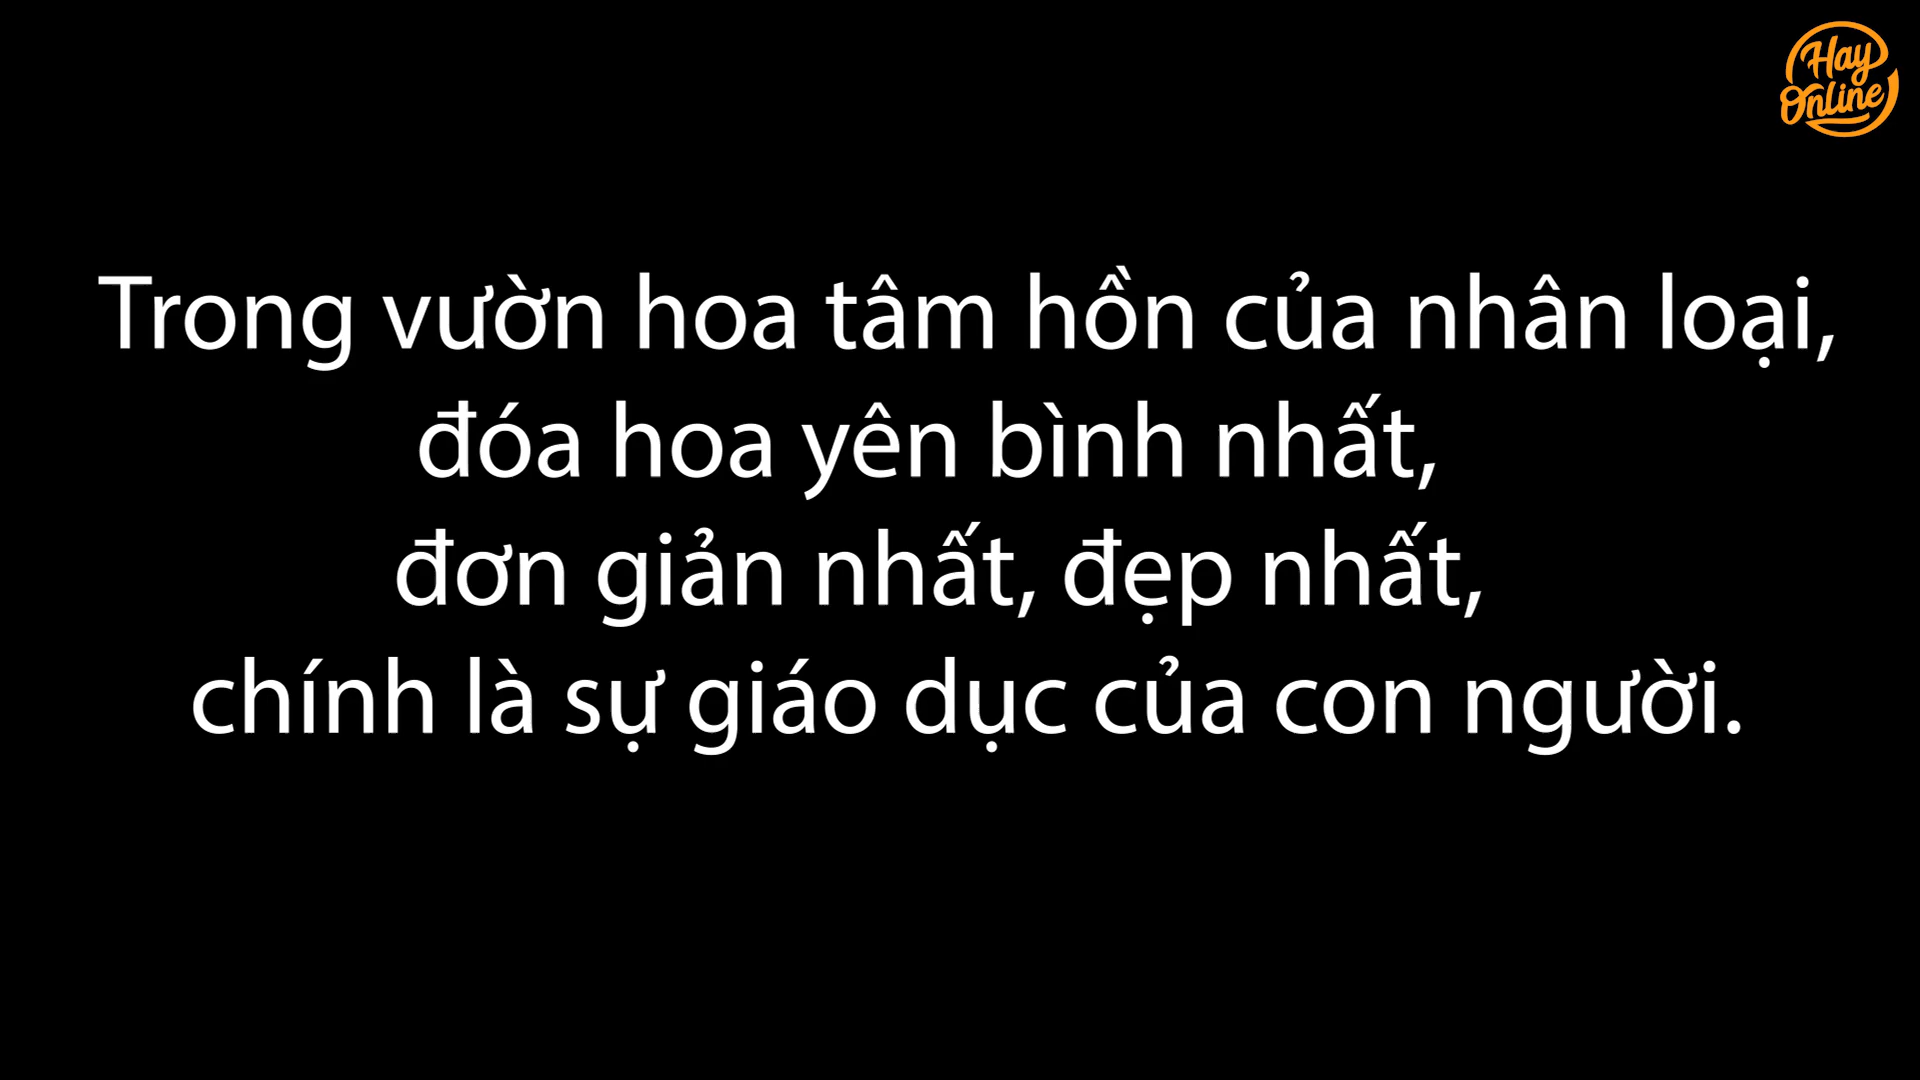 Hay
Online
Trong vườn hoa tâm hồn của nhân loại,
đóa hoa yên bình nhất,
đơn giản nhất, đẹp nhất,
chính là sự giáo dục của con người.